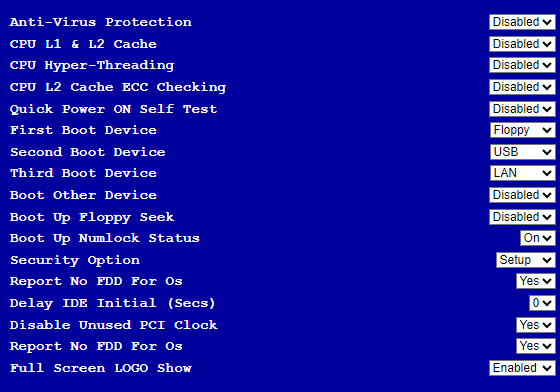 Anti-Virus Protection Disabled
CPU L1 & L2 Cache Disabled
CPU Hyper-Threading Disabled
CPU L2 Cache ECC Checking Disabled
Quick Power ON Self Test Disabled
First Boot Device Floppy
Second Boot Device USB
Third Boot Device LAN
Boot Other Device Disabled
Boot Up Floppy Seek Disabled
Boot Up Numlock Status On
Security Option Setup
Report No FDD For Os Yes
Delay IDE Initial (Secs) 0
Disable Unused PCI Clock Yes
Report No FDD For Os Yes
Full Screen LOGO Show Enabled